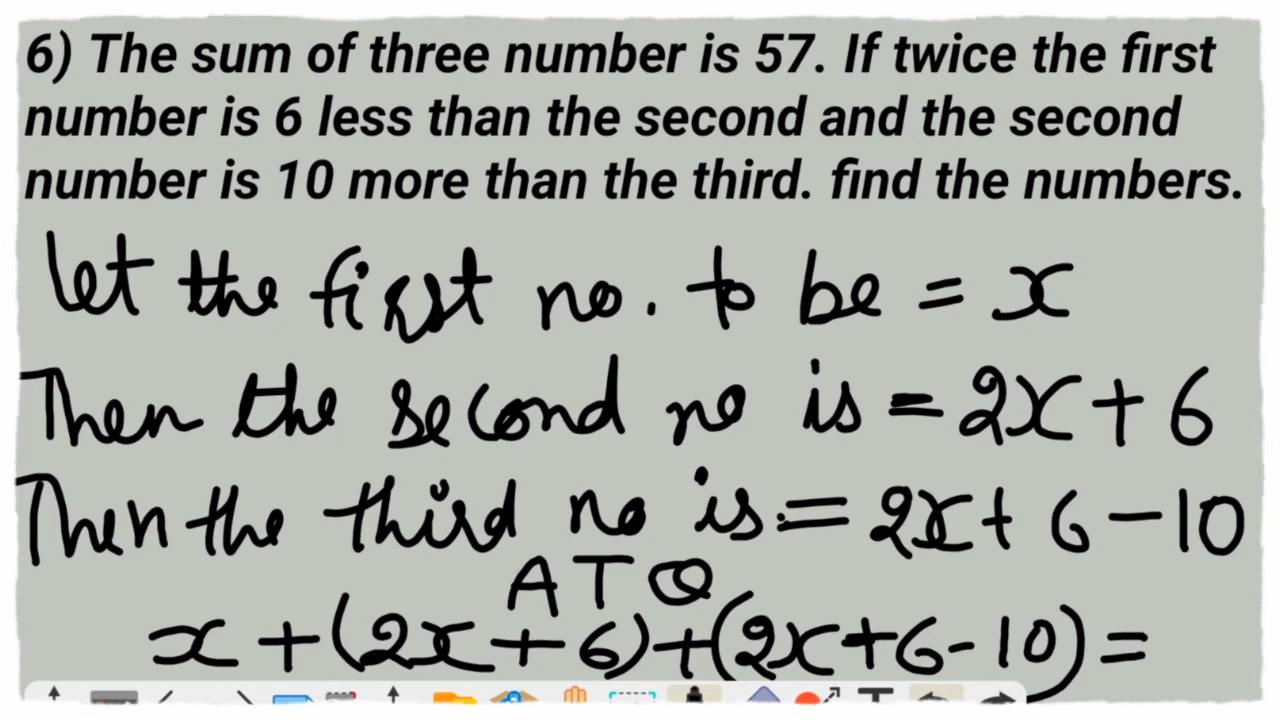 6) The sum of three number is 57. If twice the first
number is 6 less than the second and the second
number is 10 more than the third. find the numbers.
Let the first no. to be = x
Then the second no is = 2x + 6
Then the third no is = 2x + 6 - 10
A T Q
x + (2x + 6) + (2x + 6 - 10) =